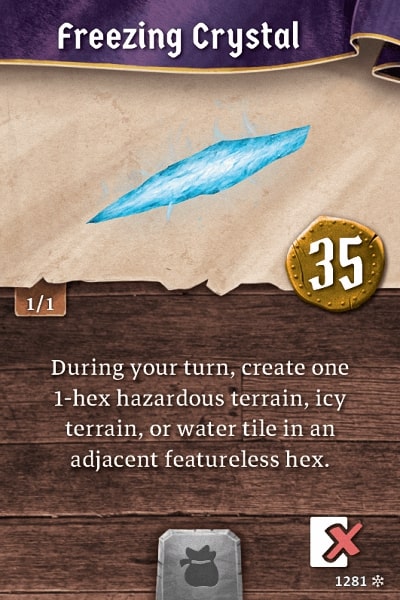 Freezing Crystal
35
1/1
During your turn, create one
1-hex hazardous terrain, icy
terrain, or water tile in an
adjacent featureless hex.
1281 ✼